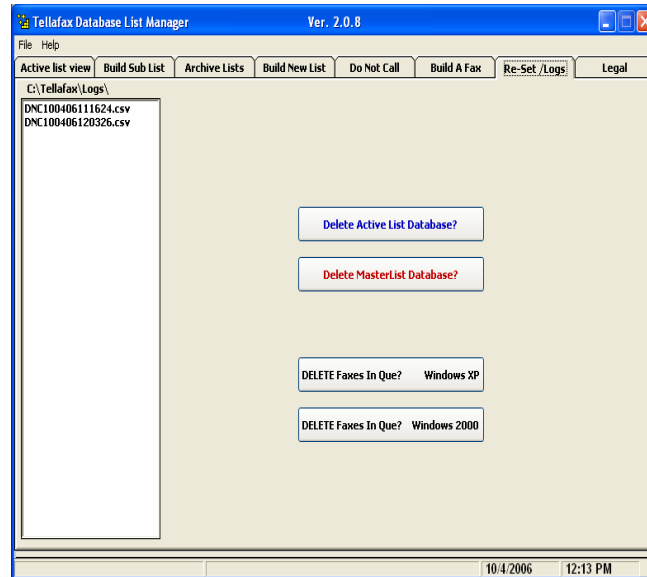 Tellafax Database List Manager Ver. 2.0.8
File Help
Active list view Build Sub List Archive Lists Build New List Do Not Call Build A Fax Re-Set /Logs Legal
C:\Tellafax\Logs\
DNC100406111624.csv
DNC100406120326.csv
Delete Active List Database?
Delete MasterList Database?
DELETE Faxes In Que? Windows XP
DELETE Faxes In Que? Windows 2000
10/4/2006 12:13 PM